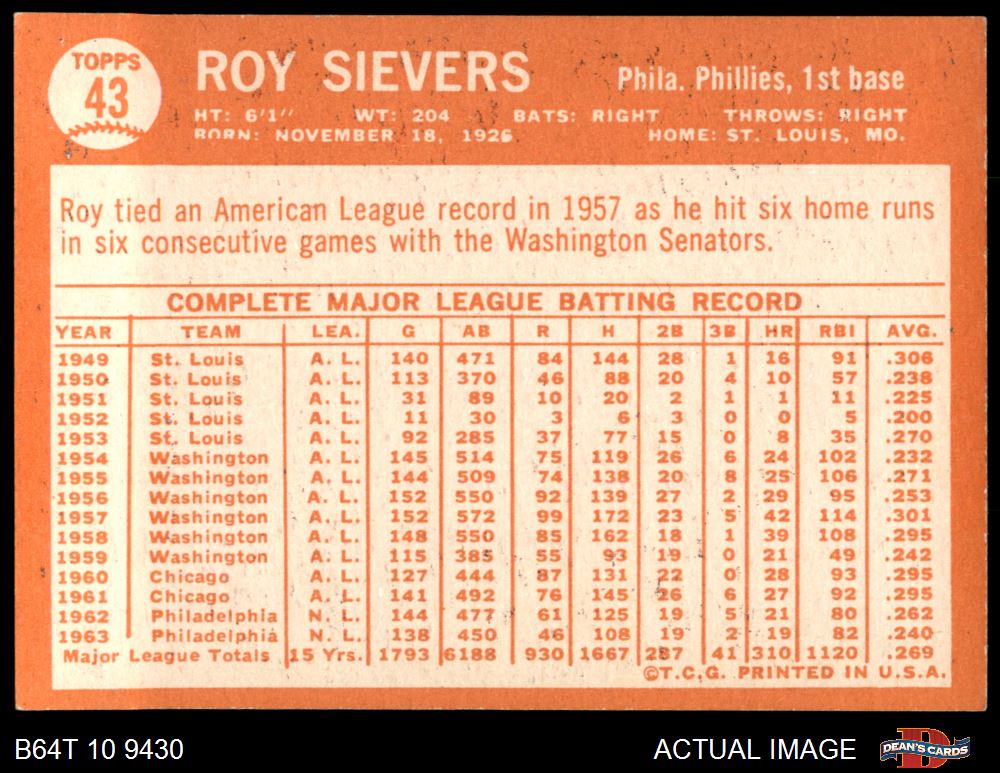 TOPPS
43
ROY SIEVERS
Phila. Phillies, 1st base
HT: 6'1" WT: 204 BATS: RIGHT THROWS: RIGHT
BORN: NOVEMBER 18, 1926 HOME: ST. LOUIS, MO.
Roy tied an American League record in 1957 as he hit six home runs
in six consecutive games with the Washington Senators.
COMPLETE MAJOR LEAGUE BATTING RECORD
YEAR TEAM LEA. G AB R H 2B 3B HR RBI AVG.
1949 St. Louis A. L. 140 471 84 144 28 1 16 91 .306
1950 St. Louis A. L. 113 370 46 88 20 4 10 57 .238
1951 St. Louis A. L. 31 89 10 20 2 1 1 11 .225
1952 St. Louis A. L. 11 30 3 6 3 0 0 5 .200
1953 St. Louis A. L. 92 285 37 77 15 0 8 35 .270
1954 Washington A. L. 145 514 75 119 26 6 24 102 .232
1955 Washington A. L. 144 509 74 138 20 8 25 106 .271
1956 Washington A. L. 152 550 92 139 27 2 29 95 .253
1957 Washington A. L. 152 572 99 172 23 5 42 114 .301
1958 Washington A. L. 148 550 85 162 18 1 39 108 .295
1959 Washington A. L. 115 385 55 93 19 0 21 49 .242
1960 Chicago A. L. 127 444 87 131 22 0 28 93 .295
1961 Chicago A. L. 141 492 76 145 26 6 27 92 .295
1962 Philadelphia N. L. 144 477 61 125 19 5 21 80 .262
1963 Philadelphia N. L. 138 450 46 108 19 2 19 82 .240
Major League Totals 15 Yrs. 1793 6188 930 1667 287 41 310 1120 .269
©T.C.G. PRINTED IN U.S.A.
B64T 10 9430 ACTUAL IMAGE DEAN'S CARDS